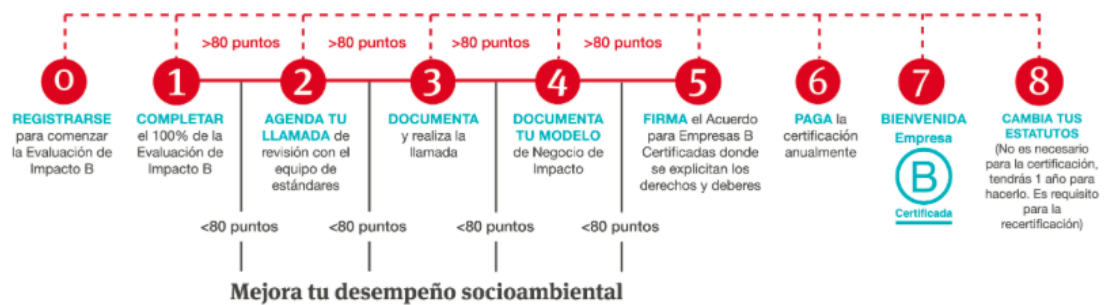 >80 puntos
>80 puntos
>80 puntos
>80 puntos
0
REGISTRARSE
para comenzar
la Evaluación de
Impacto B
1
COMPLETAR
el 100% de la
Evaluación de
Impacto B
2
AGENDA TU
LLAMADA de
revisión con el
equipo de
estándares
3
DOCUMENTA
y realiza la
llamada
4
DOCUMENTA
TU MODELO
de Negocio de
Impacto
5
FIRMA el Acuerdo
para Empresas B
Certificadas donde
se explicitan los
derechos y deberes
6
PAGA la
certificación
anualmente
7
BIENVENIDA
Empresa
B
Certificada
8
CAMBIA TUS
ESTATUTOS
(No es necesario
para la certificación,
tendrás 1 año para
hacerlo. Es requisito
para la
recertificación)
<80 puntos
<80 puntos
<80 puntos
<80 puntos
Mejora tu desempeño socioambiental